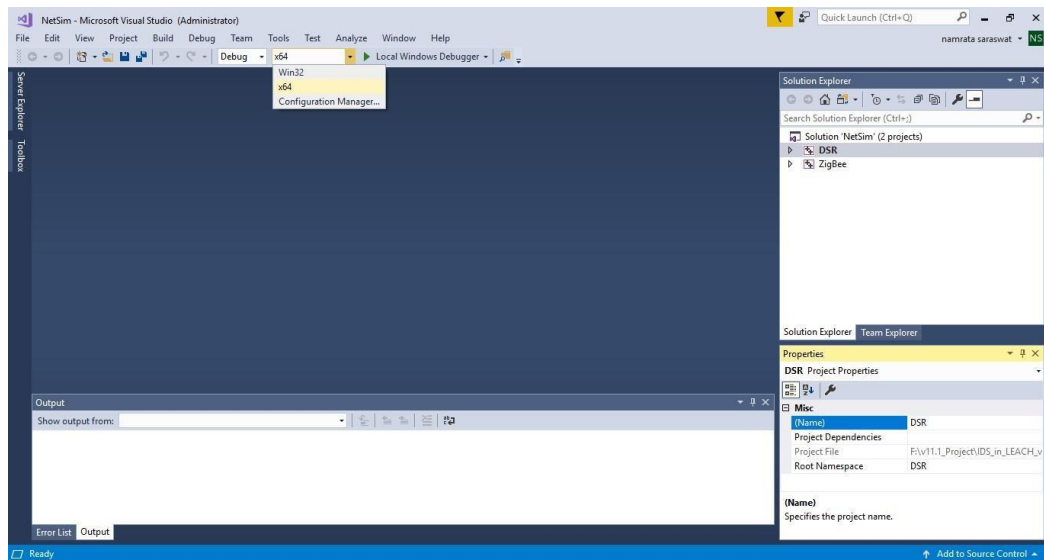 NetSim - Microsoft Visual Studio (Administrator)
Quick Launch (Ctrl+Q)
File Edit View Project Build Debug Team Tools Test Analyze Window Help
namrata saraswat NS
Debug x64 Local Windows Debugger
Win32
x64
Configuration Manager...
Server Explorer
Toolbox
Solution Explorer
Search Solution Explorer (Ctrl+;)
Solution 'NetSim' (2 projects)
DSR
ZigBee
Solution Explorer Team Explorer
Properties
DSR Project Properties
Misc
(Name) DSR
Project Dependencies
Project File F:\v11.1_Project\IDS_in_LEACH_v
Root Namespace DSR
(Name)
Specifies the project name.
Output
Show output from:
Error List Output
Ready
Add to Source Control